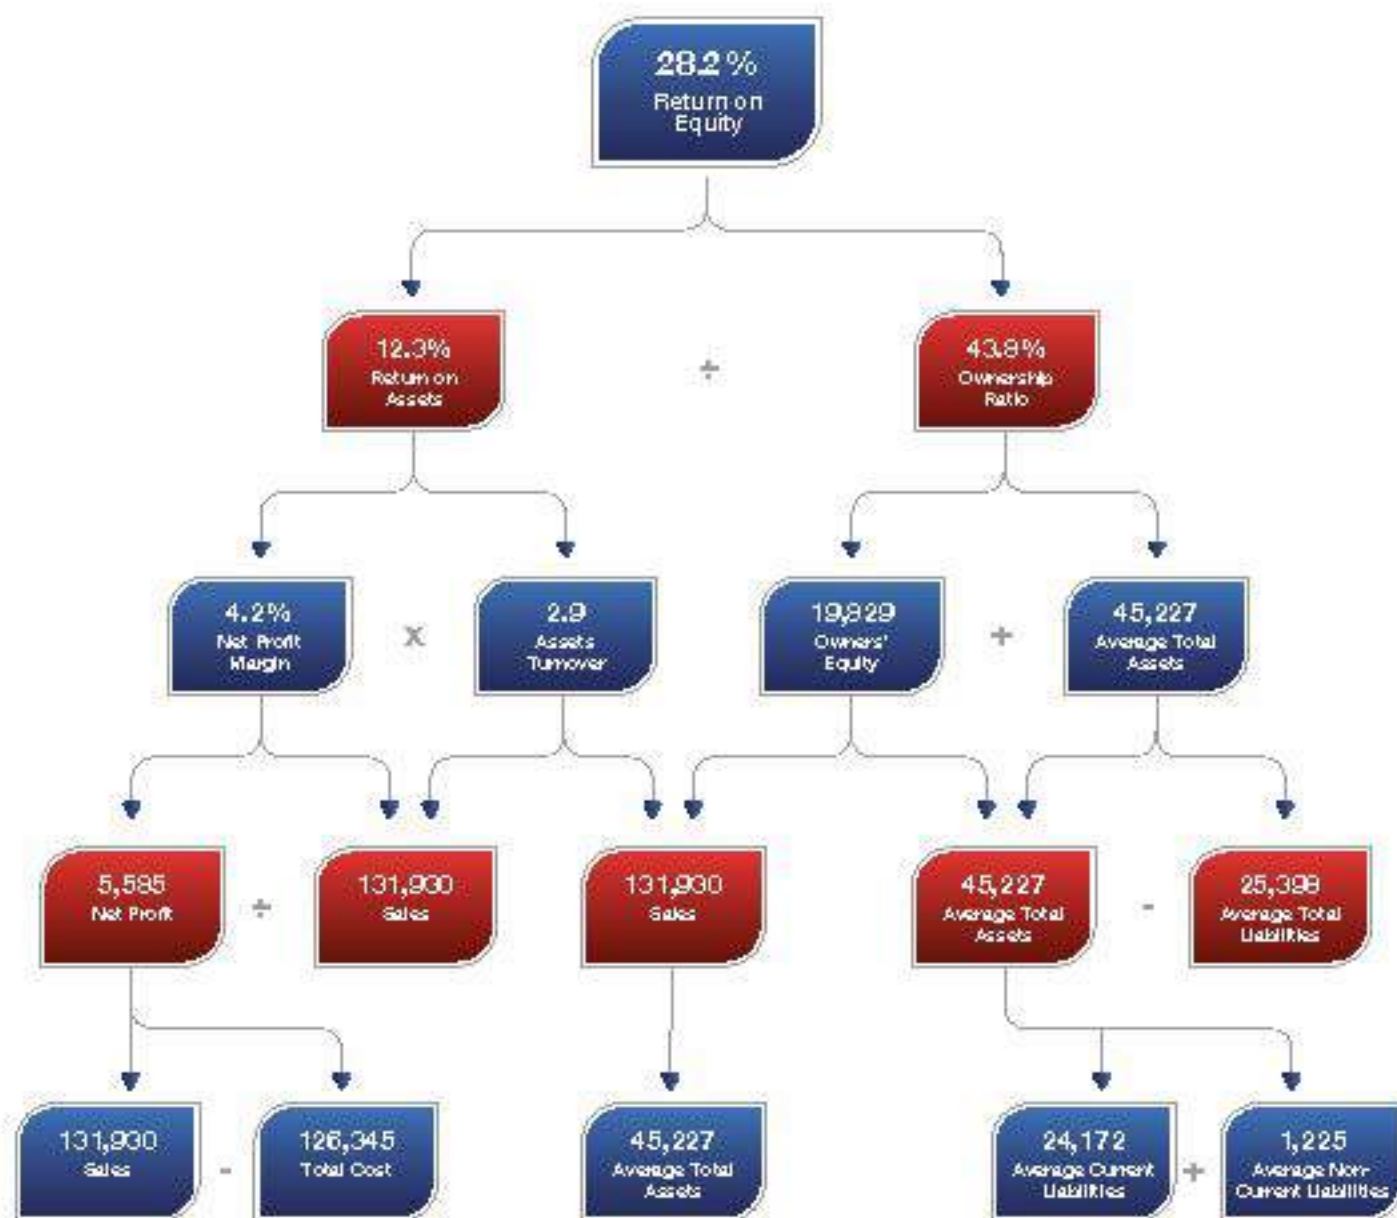 28.2%
Return on
Equity
12.3%
Return on
Assets
÷
43.8%
Ownership
Ratio
4.2%
Net Profit
Margin
x
2.9
Assets
Turnover
19,829
Owners'
Equity
+
45,227
Average Total
Assets
5,585
Net Profit
÷
131,930
Sales
131,930
Sales
45,227
Average Total
Assets
-
25,398
Average Total
Liabilities
131,930
Sales
-
126,345
Total Cost
45,227
Average Total
Assets
24,172
Average Current
Liabilities
+
1,225
Average Non-
Current Liabilities